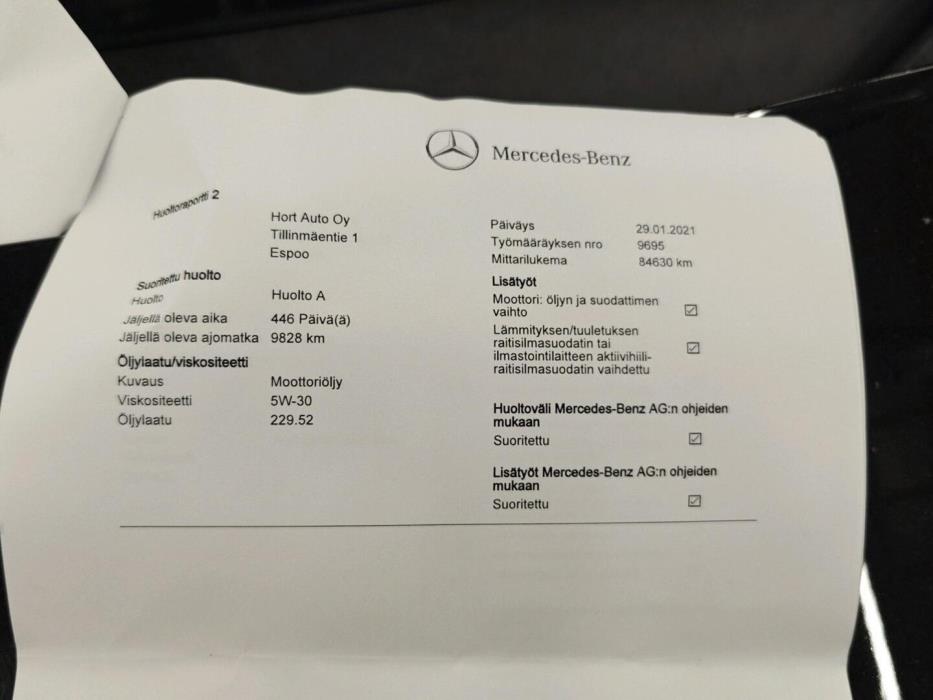 Mercedes-Benz
Huoltoraportti 2
Hort Auto Oy
Tillinmäentie 1
Espoo
Suoritettu huolto
Huolto Huolto A
Jäljellä oleva aika 446 Päivä(ä)
Jäljellä oleva ajomatka 9828 km
Öljylaatu/viskositeetti
Kuvaus Moottoriöljy
Viskositeetti 5W-30
Öljylaatu 229.52
Päiväys 29.01.2021
Työmääräyksen nro 9695
Mittarilukema 84630 km
Lisätyöt
Moottori: öljyn ja suodattimen
vaihto ☑
Lämmityksen/tuuletuksen
raitisilmasuodatin tai
ilmastointilaitteen aktiivihiili-
raitisilmasuodatin vaihdettu ☑
Huoltoväli Mercedes-Benz AG:n ohjeiden
mukaan
Suoritettu ☑
Lisätyöt Mercedes-Benz AG:n ohjeiden
mukaan
Suoritettu ☑